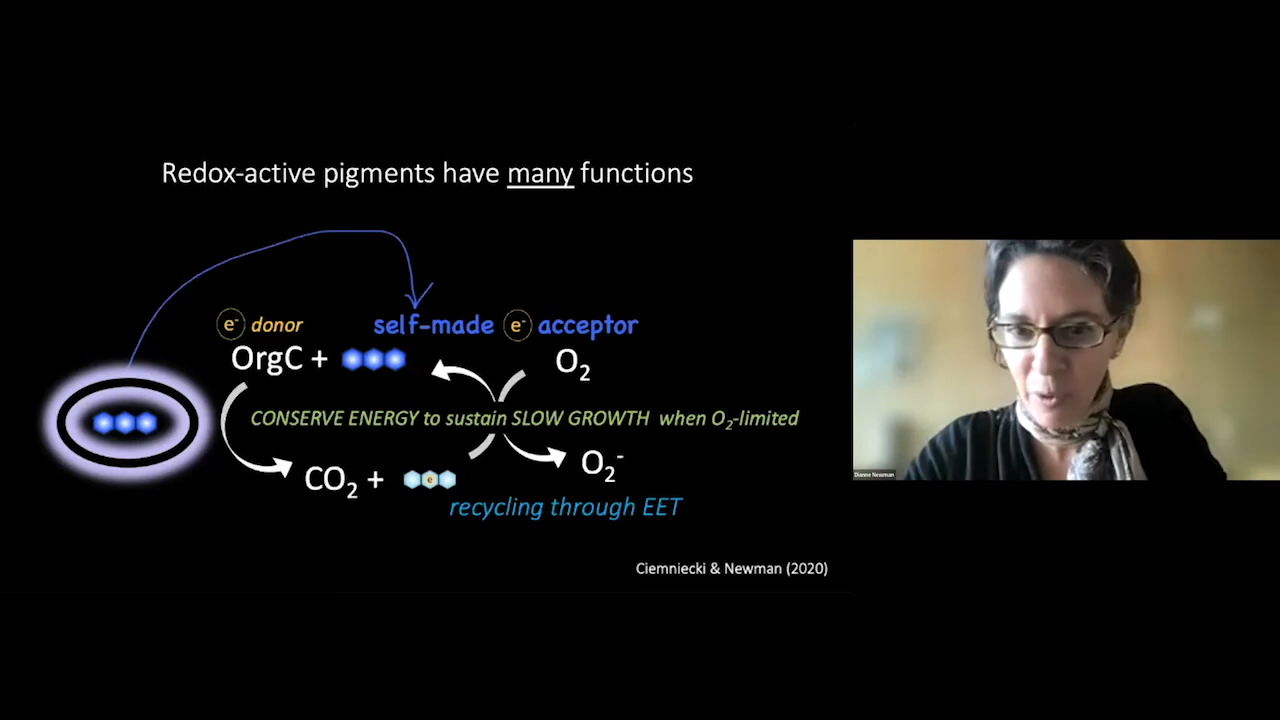 Redox-active pigments have many functions
e- donor
self-made e- acceptor
OrgC +
O2
CONSERVE ENERGY to sustain SLOW GROWTH when O2-limited
CO2 +
e
O2-
recycling through EET
Ciemniecki & Newman (2020)
Dianne Newman